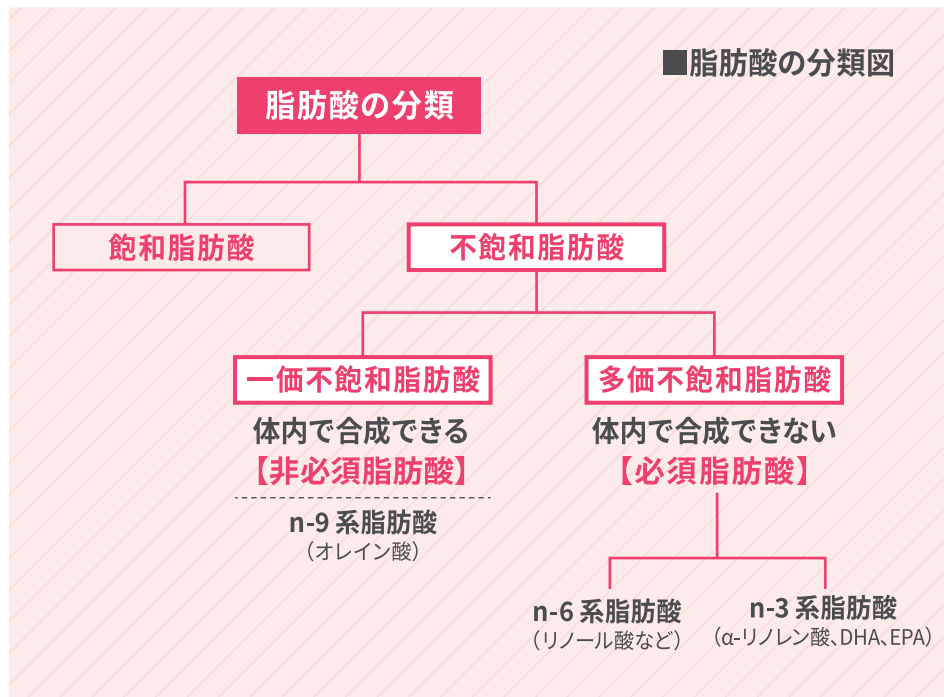 ■脂肪酸の分類図
脂肪酸の分類
飽和脂肪酸
不飽和脂肪酸
一価不飽和脂肪酸
体内で合成できる
【非必須脂肪酸】
n-9 系脂肪酸
（オレイン酸）
多価不飽和脂肪酸
体内で合成できない
【必須脂肪酸】
n-6 系脂肪酸
（リノール酸など）
n-3 系脂肪酸
（α-リノレン酸、DHA、EPA）